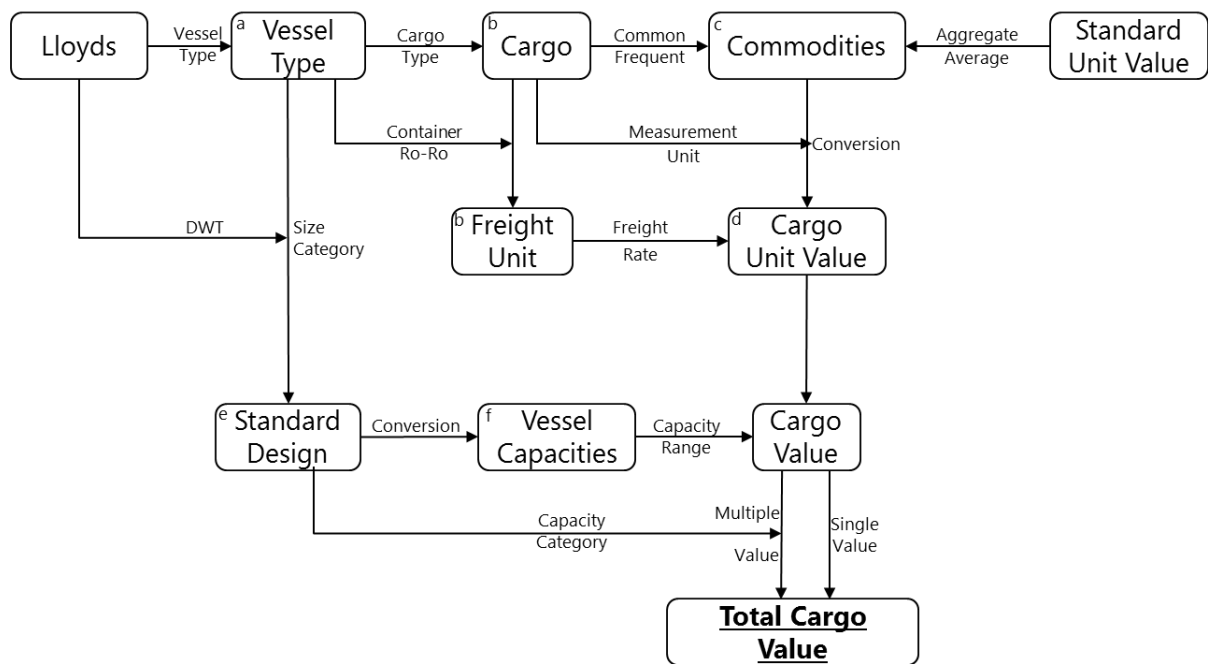 Lloyds
Vessel
Type
a
Vessel
Type
Cargo
Type
b
Cargo
Common
Frequent
c
Commodities
Aggregate
Average
Standard
Unit Value
Container
Ro-Ro
Measurement
Unit
Conversion
DWT
Size
Category
b
Freight
Unit
Freight
Rate
d
Cargo
Unit Value
e
Standard
Design
Conversion
f
Vessel
Capacities
Capacity
Range
Cargo
Value
Capacity
Category
Multiple
Value
Single
Value
Total Cargo
Value